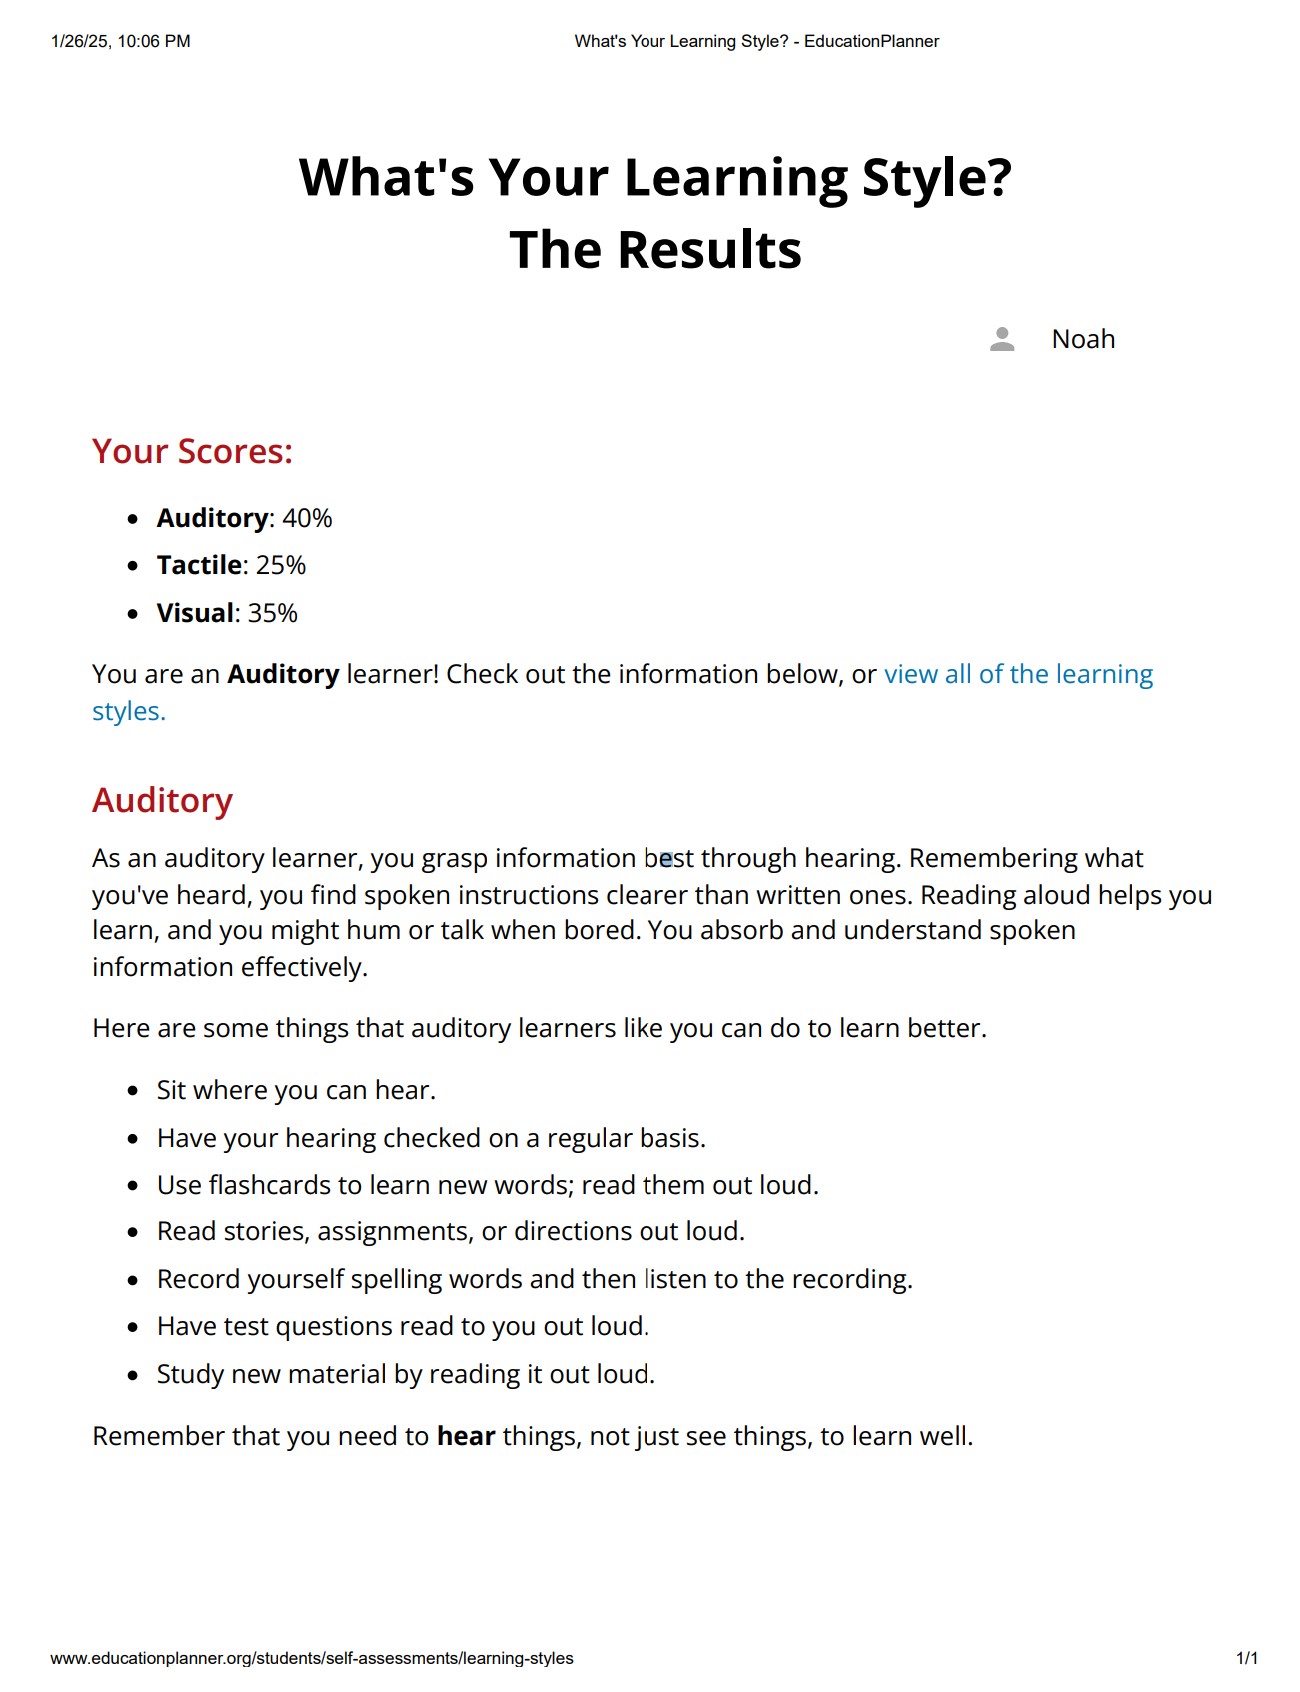 1/26/25, 10:06 PM
What's Your Learning Style? - EducationPlanner
What's Your Learning Style?
The Results
Noah
Your Scores:
• Auditory: 40%
• Tactile: 25%
• Visual: 35%
You are an Auditory learner! Check out the information below, or view all of the learning
styles.
Auditory
As an auditory learner, you grasp information best through hearing. Remembering what
you've heard, you find spoken instructions clearer than written ones. Reading aloud helps you
learn, and you might hum or talk when bored. You absorb and understand spoken
information effectively.
Here are some things that auditory learners like you can do to learn better.
• Sit where you can hear.
• Have your hearing checked on a regular basis.
• Use flashcards to learn new words; read them out loud.
• Read stories, assignments, or directions out loud.
• Record yourself spelling words and then listen to the recording.
• Have test questions read to you out loud.
• Study new material by reading it out loud.
Remember that you need to hear things, not just see things, to learn well.
www.educationplanner.org/students/self-assessments/learning-styles
1/1